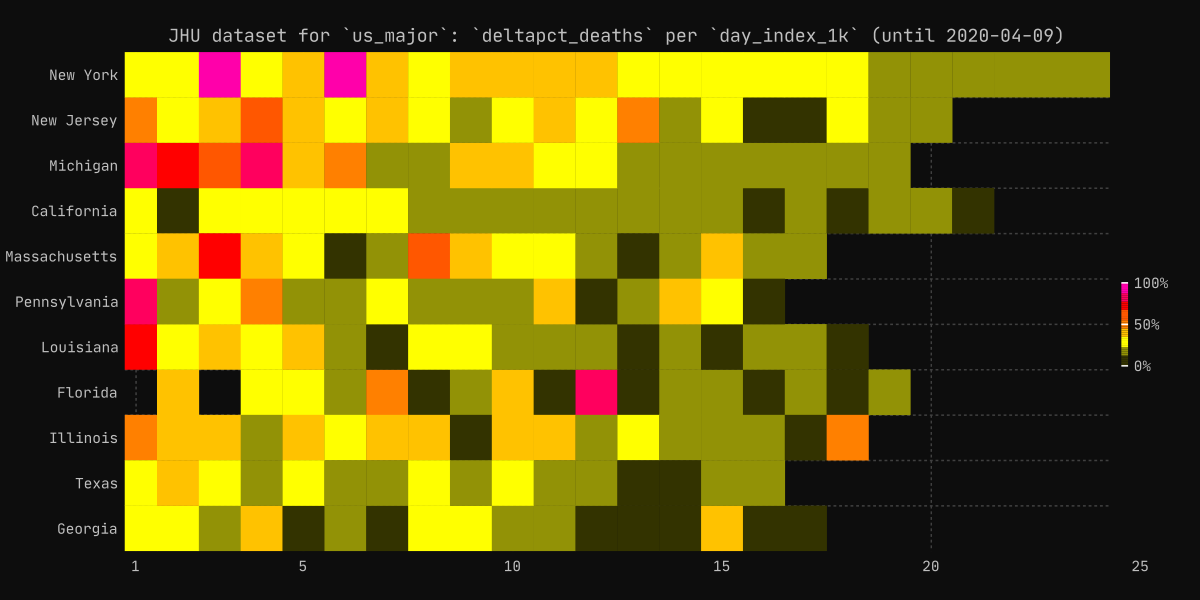 JHU dataset for `us_major`: `deltapct_deaths` per `day_index_1k` (until 2020-04-09)
New York
New Jersey
Michigan
California
Massachusetts
Pennsylvania
Louisiana
Florida
Illinois
Texas
Georgia
100%
50%
0%
1 5 10 15 20 25